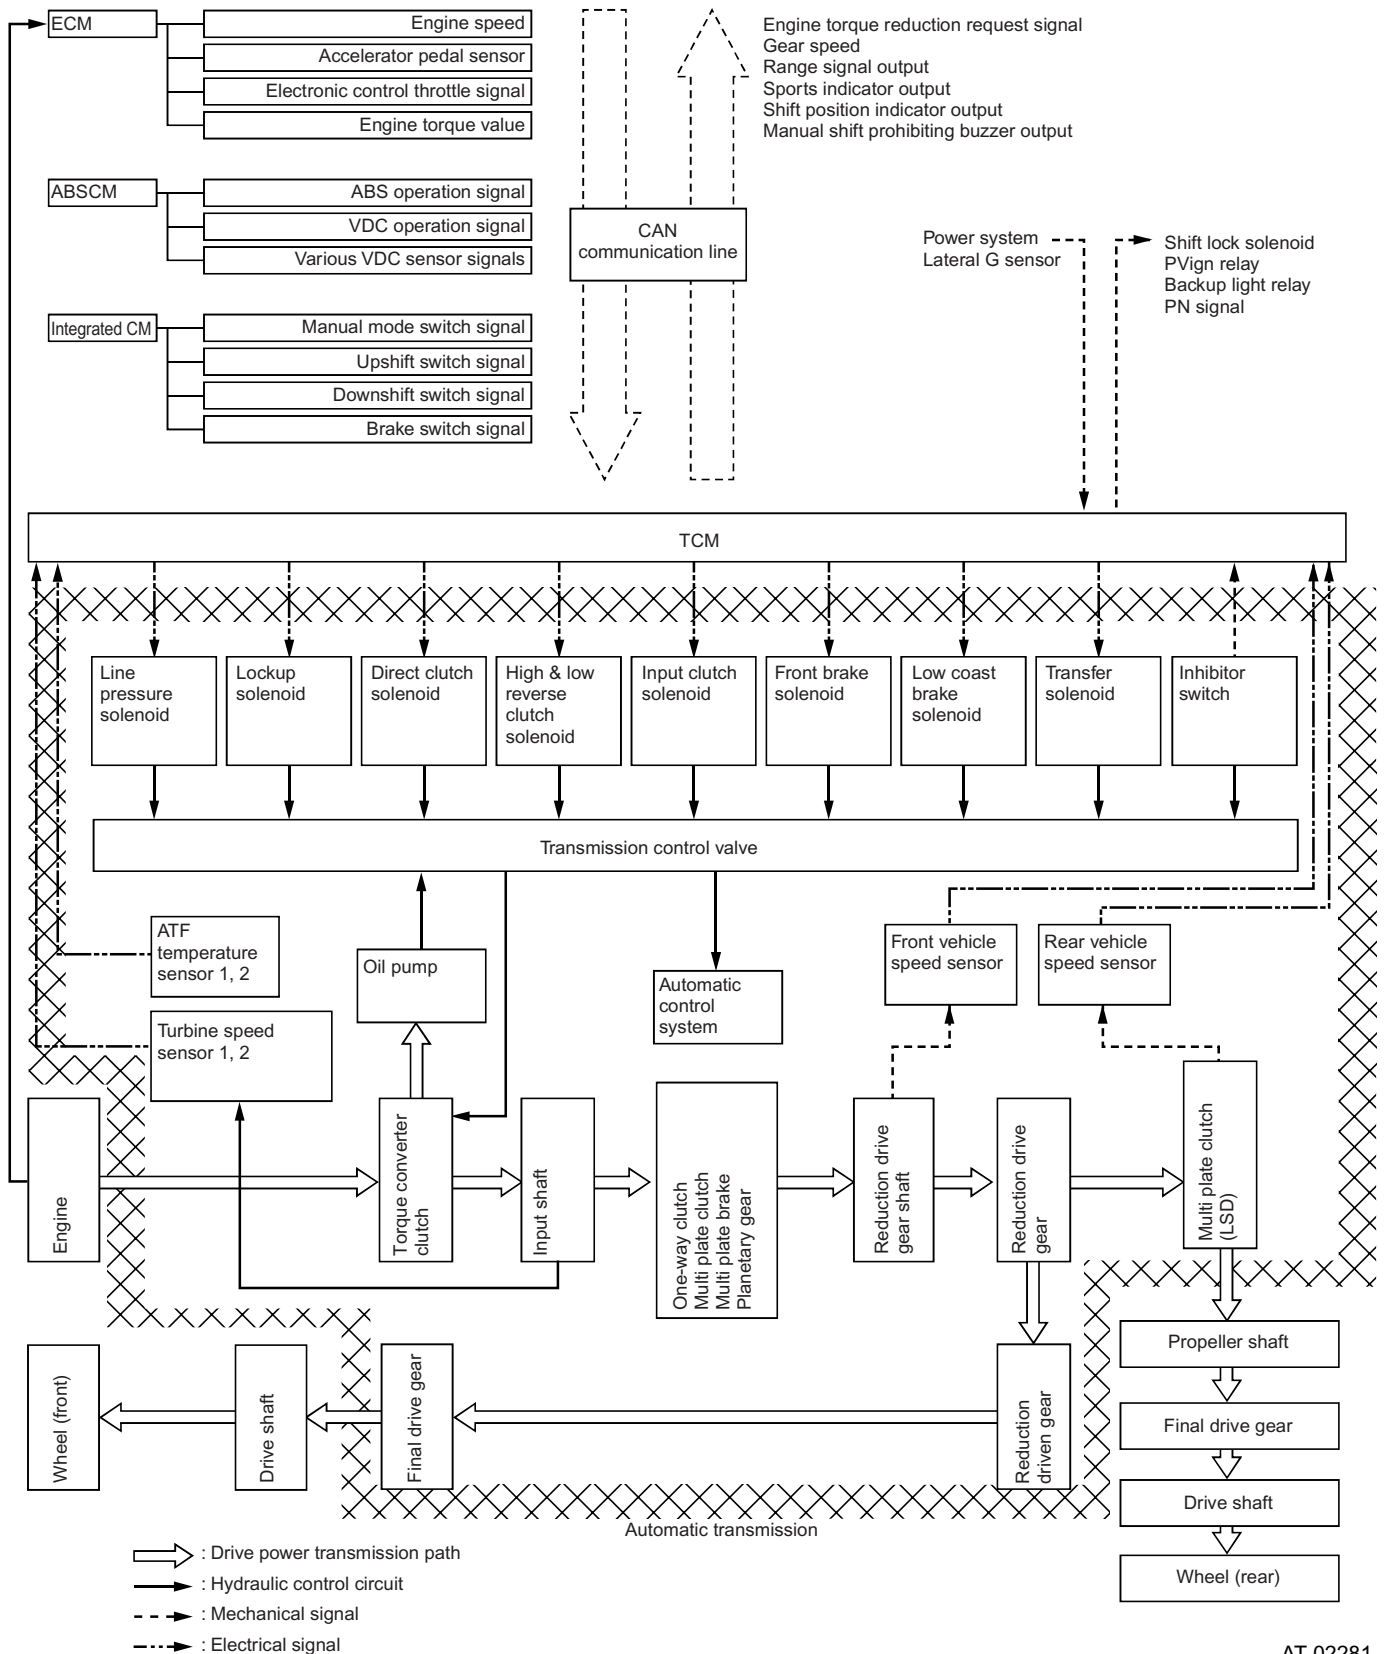 ECM
Engine speed
Accelerator pedal sensor
Electronic control throttle signal
Engine torque value
Engine torque reduction request signal
Gear speed
Range signal output
Sports indicator output
Shift position indicator output
Manual shift prohibiting buzzer output
ABSCM
ABS operation signal
VDC operation signal
Various VDC sensor signals
CAN
communication line
Power system
Lateral G sensor
Shift lock solenoid
PVign relay
Backup light relay
PN signal
Integrated CM
Manual mode switch signal
Upshift switch signal
Downshift switch signal
Brake switch signal
TCM
Line
pressure
solenoid
Lockup
solenoid
Direct clutch
solenoid
High & low
reverse
clutch
solenoid
Input clutch
solenoid
Front brake
solenoid
Low coast
brake
solenoid
Transfer
solenoid
Inhibitor
switch
Transmission control valve
ATF
temperature
sensor 1, 2
Oil pump
Automatic
control
system
Front vehicle
speed sensor
Rear vehicle
speed sensor
Turbine speed
sensor 1, 2
Engine
Torque converter
clutch
Input shaft
One-way clutch
Multi plate clutch
Multi plate brake
Planetary gear
Reduction drive
gear shaft
Reduction drive
gear
Multi plate clutch
(LSD)
Propeller shaft
Final drive gear
Drive shaft
Wheel (rear)
Wheel (front)
Drive shaft
Final drive gear
Reduction
driven gear
Automatic transmission
: Drive power transmission path
: Hydraulic control circuit
: Mechanical signal
: Electrical signal
AT-02281